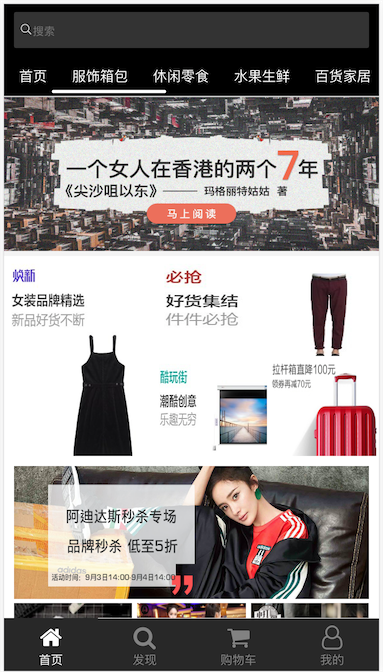 搜索
首页 服饰箱包 休闲零食 水果生鲜 百货家居
一个女人在香港的两个7年
《尖沙咀以东》—— 玛格丽特姑姑 著
马上阅读
焕新
女装品牌精选
新品好货不断
必抢
好货集结
件件必抢
酷玩街
潮酷创意
乐趣无穷
拉杆箱直降100元
领券再减70元
阿迪达斯秒杀专场
品牌秒杀 低至5折
adidas
活动时间：9月3日14:00-9月4日14:00
首页 发现 购物车 我的